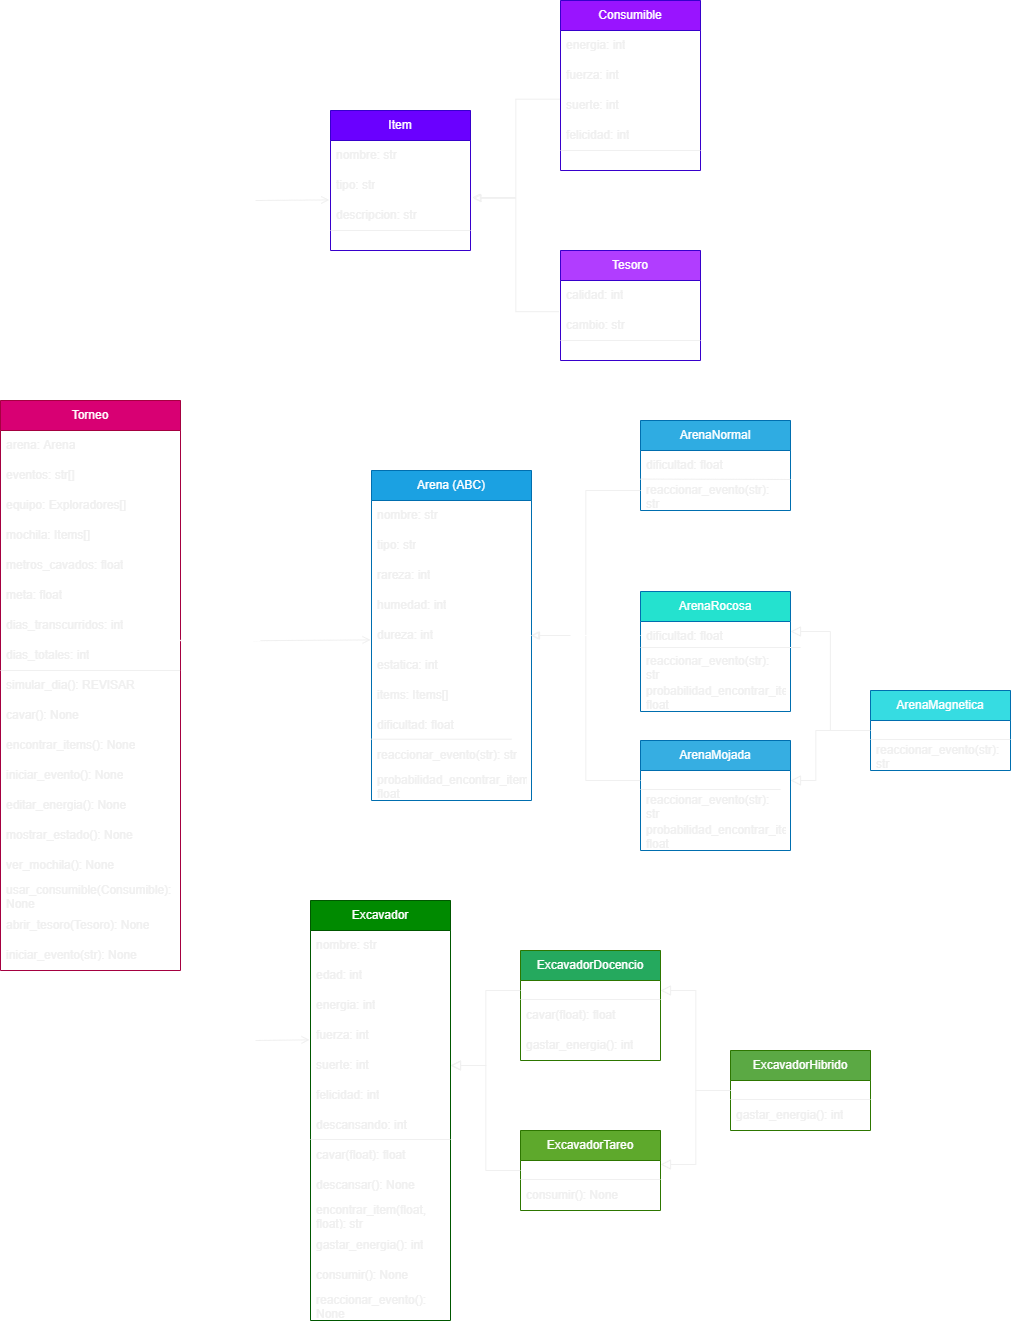 Consumible
energia: int
fuerza: int
suerte: int
felicidad: int
Item
nombre: str
tipo: str
descripcion: str
Tesoro
calidad: int
cambio: str
Torneo
arena: Arena
eventos: str[]
equipo: Exploradores[]
mochila: Items[]
metros_cavados: float
meta: float
dias_transcurridos: int
dias_totales: int
simular_dia(): REVISAR
cavar(): None
encontrar_items(): None
iniciar_evento(): None
editar_energia(): None
mostrar_estado(): None
ver_mochila(): None
usar_consumible(Consumible):
None
abrir_tesoro(Tesoro): None
iniciar_evento(str): None
Arena (ABC)
nombre: str
tipo: str
rareza: int
humedad: int
dureza: int
estatica: int
items: Items[]
dificultad: float
reaccionar_evento(str): str
probabilidad_encontrar_item
float
ArenaNormal
dificultad: float
reaccionar_evento(str):
str
ArenaRocosa
dificultad: float
reaccionar_evento(str):
str
probabilidad_encontrar_ite
float
ArenaMojada
reaccionar_evento(str):
str
probabilidad_encontrar_ite
float
ArenaMagnetica
reaccionar_evento(str):
str
Excavador
nombre: str
edad: int
energia: int
fuerza: int
suerte: int
felicidad: int
descansando: int
cavar(float): float
descansar(): None
encontrar_item(float,
float): str
gastar_energia(): int
consumir(): None
reaccionar_evento():
None
ExcavadorDocencio
cavar(float): float
gastar_energia(): int
ExcavadorTareo
consumir(): None
ExcavadorHibrido
gastar_energia(): int